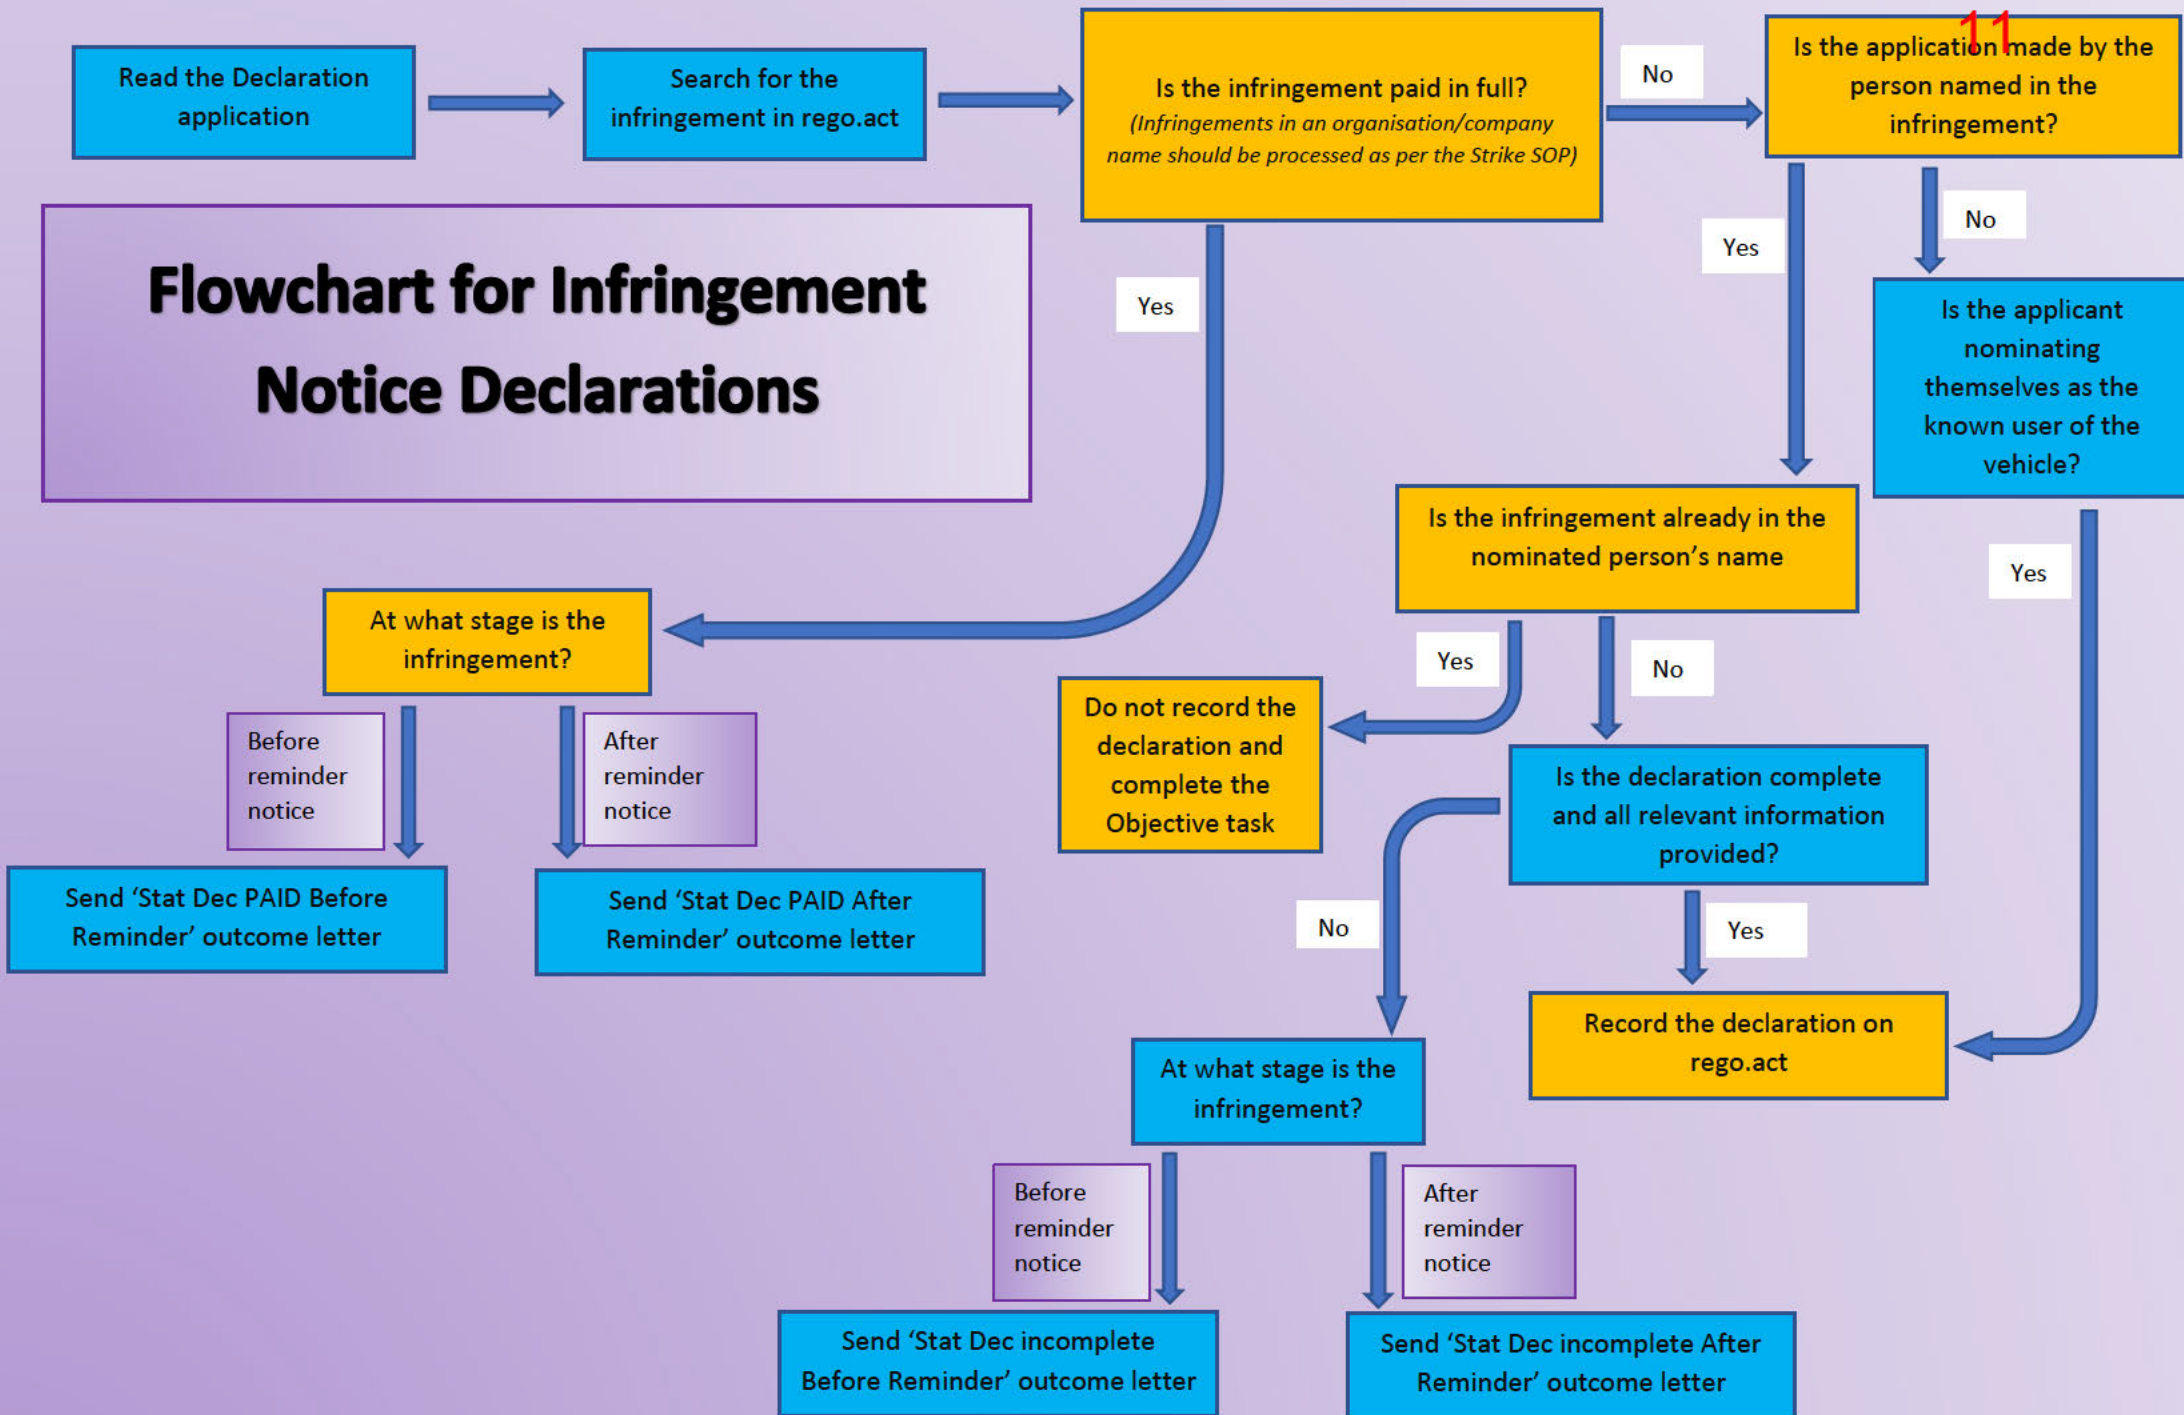 11
Read the Declaration
application
Search for the
infringement in rego.act
Is the infringement paid in full?
(Infringements in an organisation/company
name should be processed as per the Strike SOP)
No
Is the application made by the
person named in the
infringement?
Flowchart for Infringement
Notice Declarations
Yes
Yes
No
Is the applicant
nominating
themselves as the
known user of the
vehicle?
Is the infringement already in the
nominated person’s name
Yes
At what stage is the
infringement?
Yes
No
Before
reminder
notice
After
reminder
notice
Do not record the
declaration and
complete the
Objective task
Is the declaration complete
and all relevant information
provided?
Send ‘Stat Dec PAID Before
Reminder’ outcome letter
Send ‘Stat Dec PAID After
Reminder’ outcome letter
No
Yes
Record the declaration on
rego.act
At what stage is the
infringement?
Before
reminder
notice
After
reminder
notice
Send ‘Stat Dec incomplete
Before Reminder’ outcome letter
Send ‘Stat Dec incomplete After
Reminder’ outcome letter